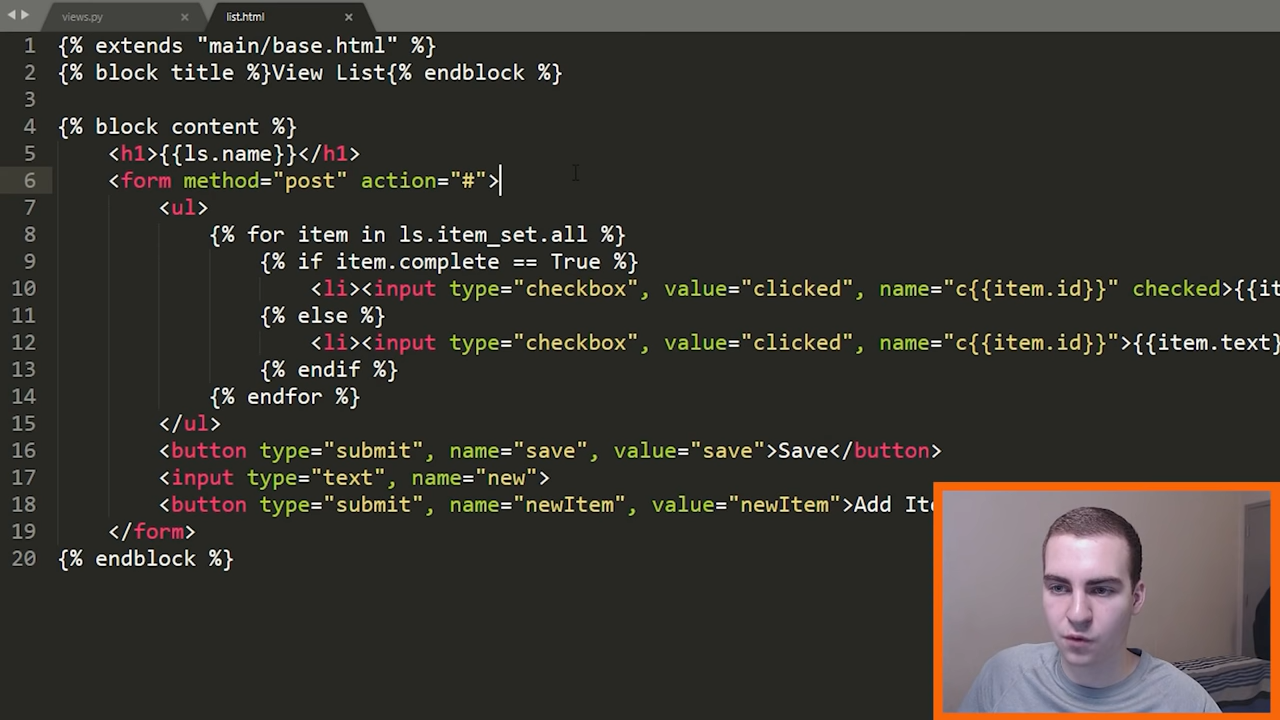 views.py × list.html ×
1 {% extends "main/base.html" %}
2 {% block title %}View List{% endblock %}
3
4 {% block content %}
5 <h1>{{ls.name}}</h1>
6 <form method="post" action="#">
7 <ul>
8 {% for item in ls.item_set.all %}
9 {% if item.complete == True %}
10 <li><input type="checkbox", value="clicked", name="c{{item.id}}" checked>{{it
11 {% else %}
12 <li><input type="checkbox", value="clicked", name="c{{item.id}}">{{item.text}
13 {% endif %}
14 {% endfor %}
15 </ul>
16 <button type="submit", name="save", value="save">Save</button>
17 <input type="text", name="new">
18 <button type="submit", name="newItem", value="newItem">Add Ite
19 </form>
20 {% endblock %}